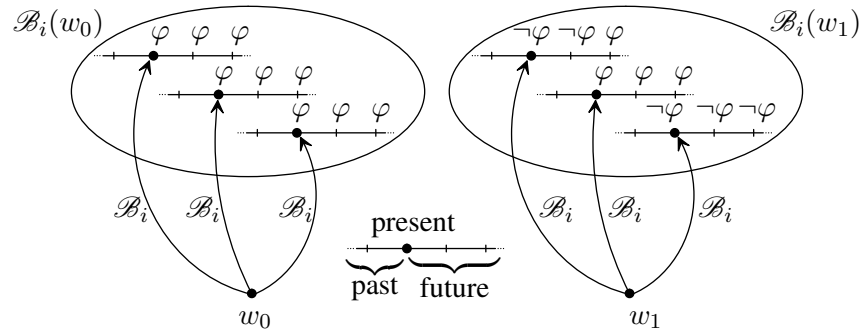 ℬᵢ(w₀) φ φ φ ¬φ ¬φ φ ℬᵢ(w₁)
φ φ φ φ φ φ
φ φ φ ¬φ ¬φ ¬φ
ℬᵢ ℬᵢ ℬᵢ ℬᵢ ℬᵢ ℬᵢ
present
past future
w₀ w₁